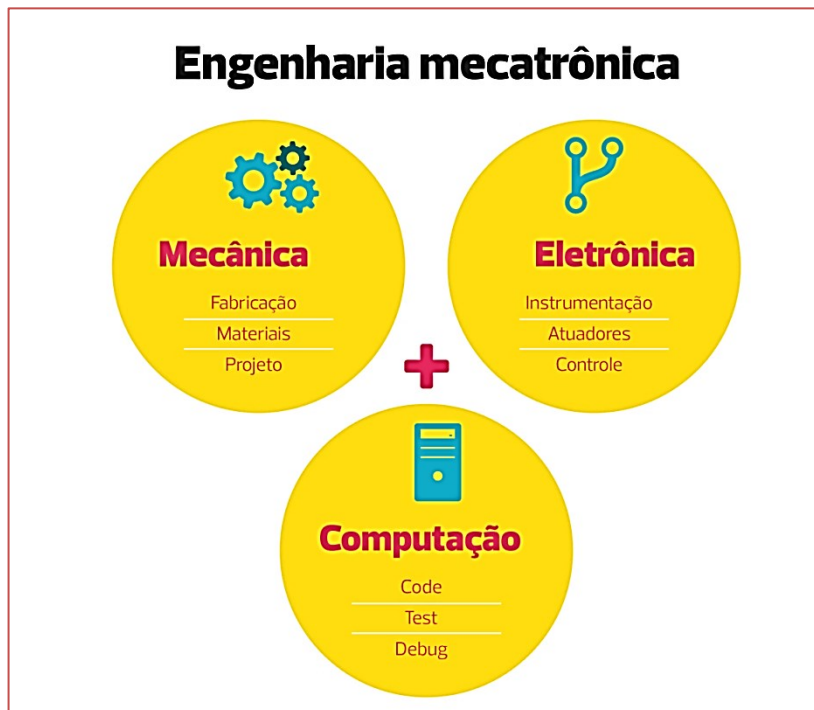 Engenharia mecatrônica
Mecânica
Fabricação
Materiais
Projeto
Eletrônica
Instrumentação
Atuadores
Controle
Computação
Code
Test
Debug